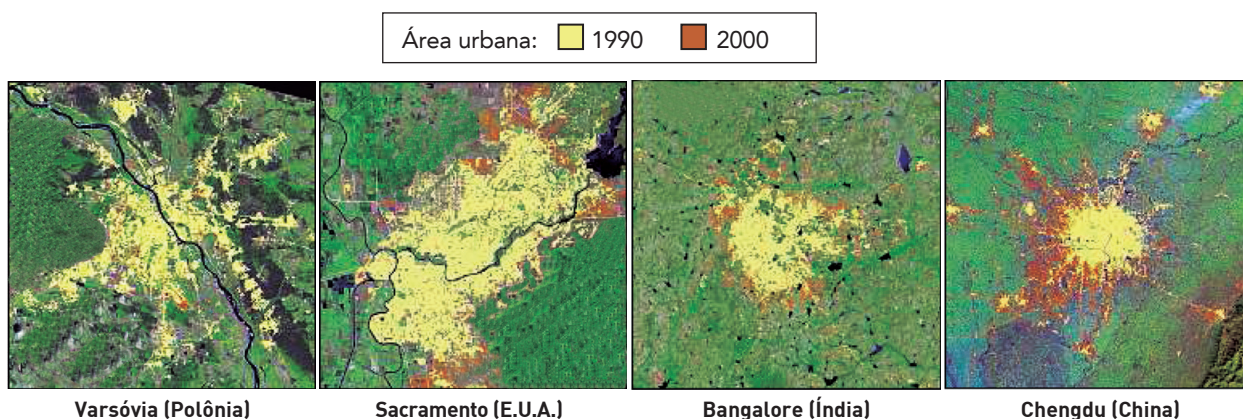 Área urbana: 1990 2000
Varsóvia (Polônia) Sacramento (E.U.A.) Bangalore (Índia) Chengdu (China)